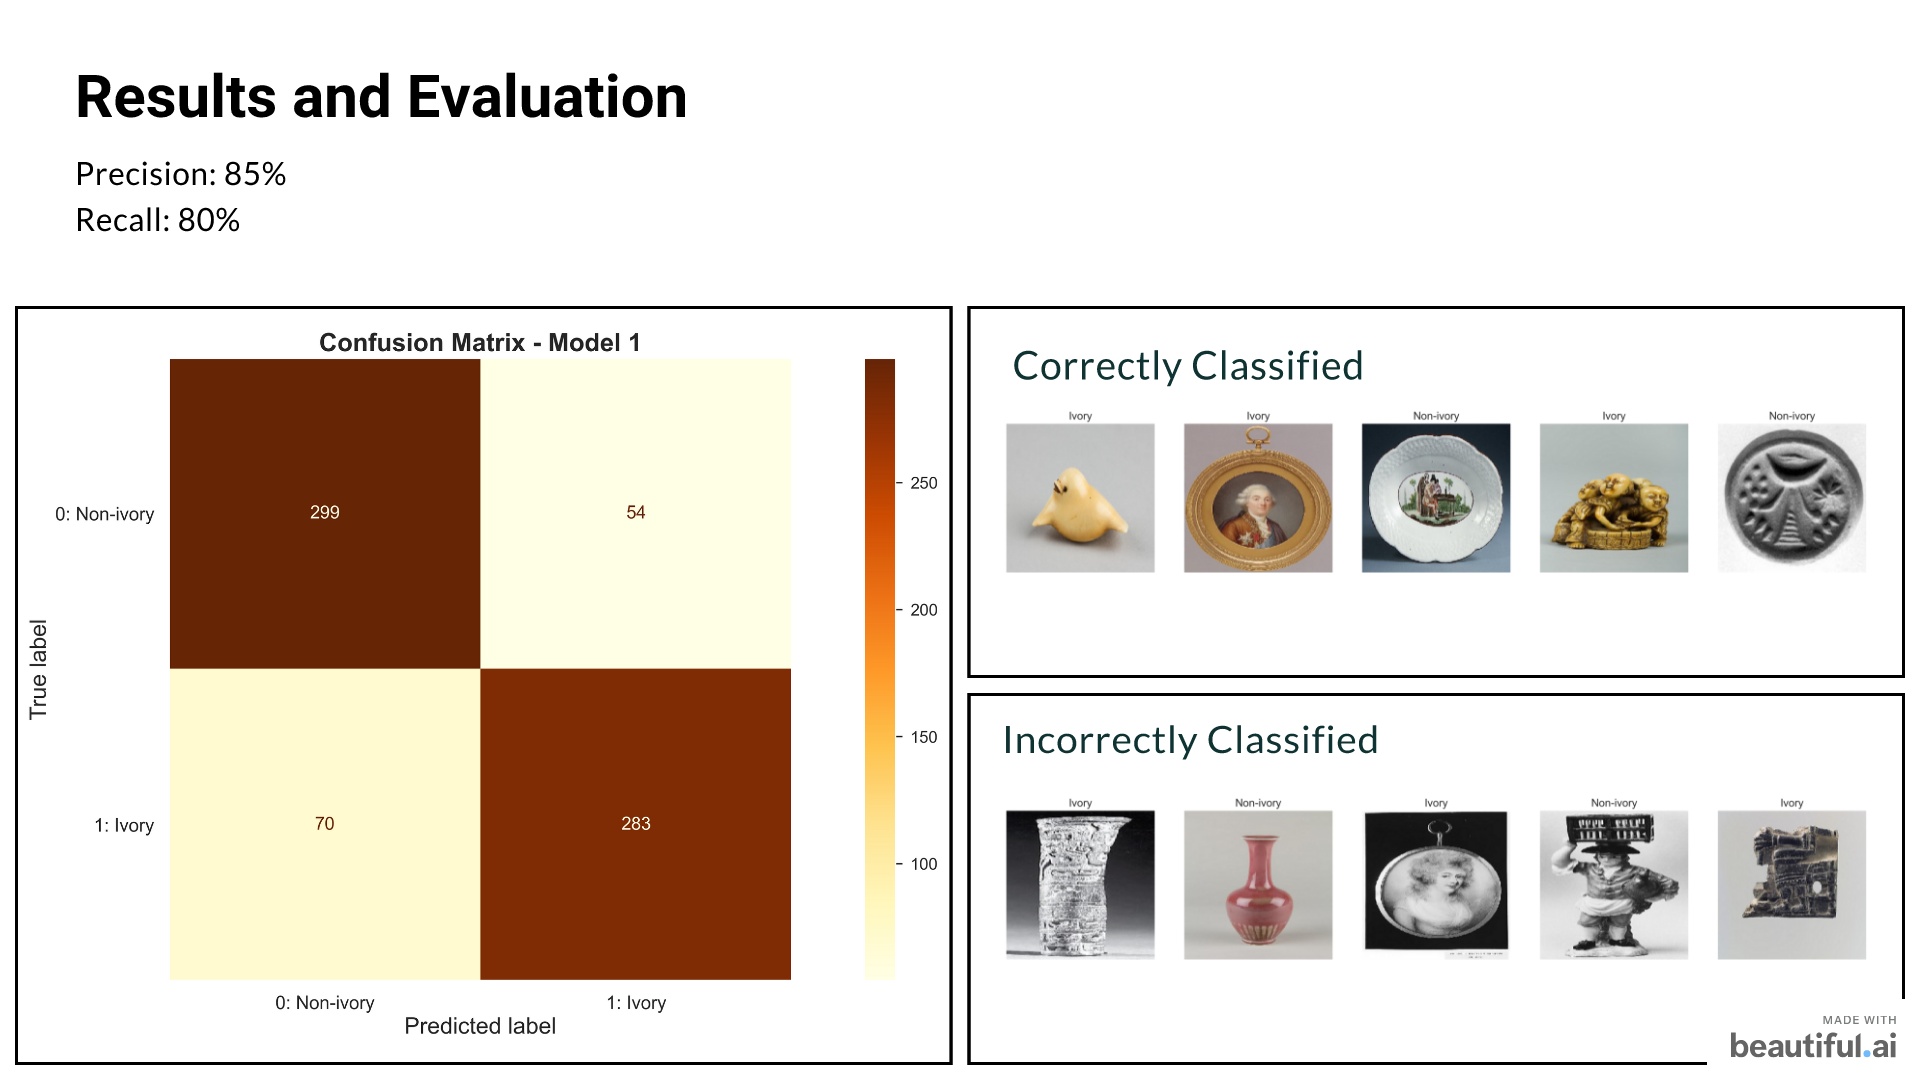 Results and Evaluation
Precision: 85%
Recall: 80%
Confusion Matrix - Model 1
299
54
70
283
0: Non-ivory
1: Ivory
True label
0: Non-ivory
1: Ivory
Predicted label
250
200
150
100
Correctly Classified
Ivory
Ivory
Non-ivory
Ivory
Non-ivory
Incorrectly Classified
Ivory
Non-ivory
Ivory
Non-ivory
Ivory
MADE WITH
beautiful.ai